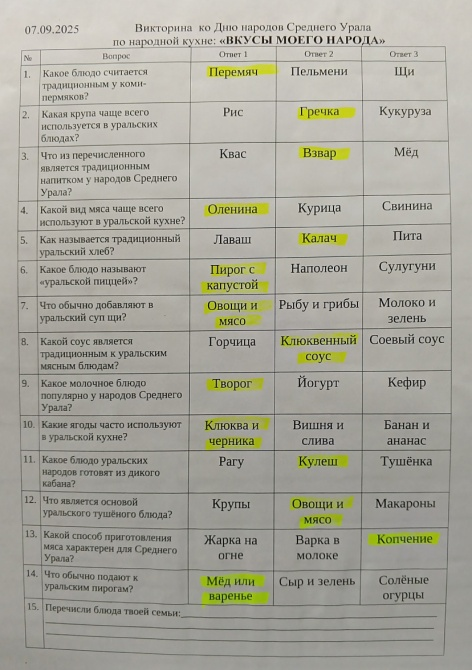 07.09.2025 Викторина ко Дню народов Среднего Урала
по народной кухне: «ВКУСЫ МОЕГО НАРОДА»
№ Вопрос Ответ 1 Ответ 2 Ответ 3
1. Какое блюдо считается Перемяч Пельмени Щи
традиционным у коми-
пермяков?
2. Какая крупа чаще всего Рис Гречка Кукуруза
используется в уральских
блюдах?
3. Что из перечисленного Квас Взвар Мёд
является традиционным
напитком у народов Среднего
Урала?
4. Какой вид мяса чаще всего Оленина Курица Свинина
используют в уральской кухне?
5. Как называется традиционный Лаваш Калач Пита
уральский хлеб?
6. Какое блюдо называют Пирог с Наполеон Сулугуни
«уральской пиццей»? капустой
7. Что обычно добавляют в Овощи и Рыбу и грибы Молоко и
уральский суп щи? мясо зелень
8. Какой соус является Горчица Клюквенный Соевый соус
традиционным к уральским соус
мясным блюдам?
9. Какое молочное блюдо Творог Йогурт Кефир
популярно у народов Среднего
Урала?
10. Какие ягоды часто используют Клюква и Вишня и Банан и
в уральской кухне? черника слива ананас
11. Какое блюдо уральских Рагу Кулеш Тушёнка
народов готовят из дикого
кабана?
12. Что является основой Крупы Овощи и Макароны
уральского тушёного блюда? мясо
13. Какой способ приготовления Жарка на Варка в Копчение
мяса характерен для Среднего огне молоке
Урала?
14. Что обычно подают к Мёд или Сыр и зелень Солёные
уральским пирогам? варенье огурцы
15. Перечисли блюда твоей семьи: